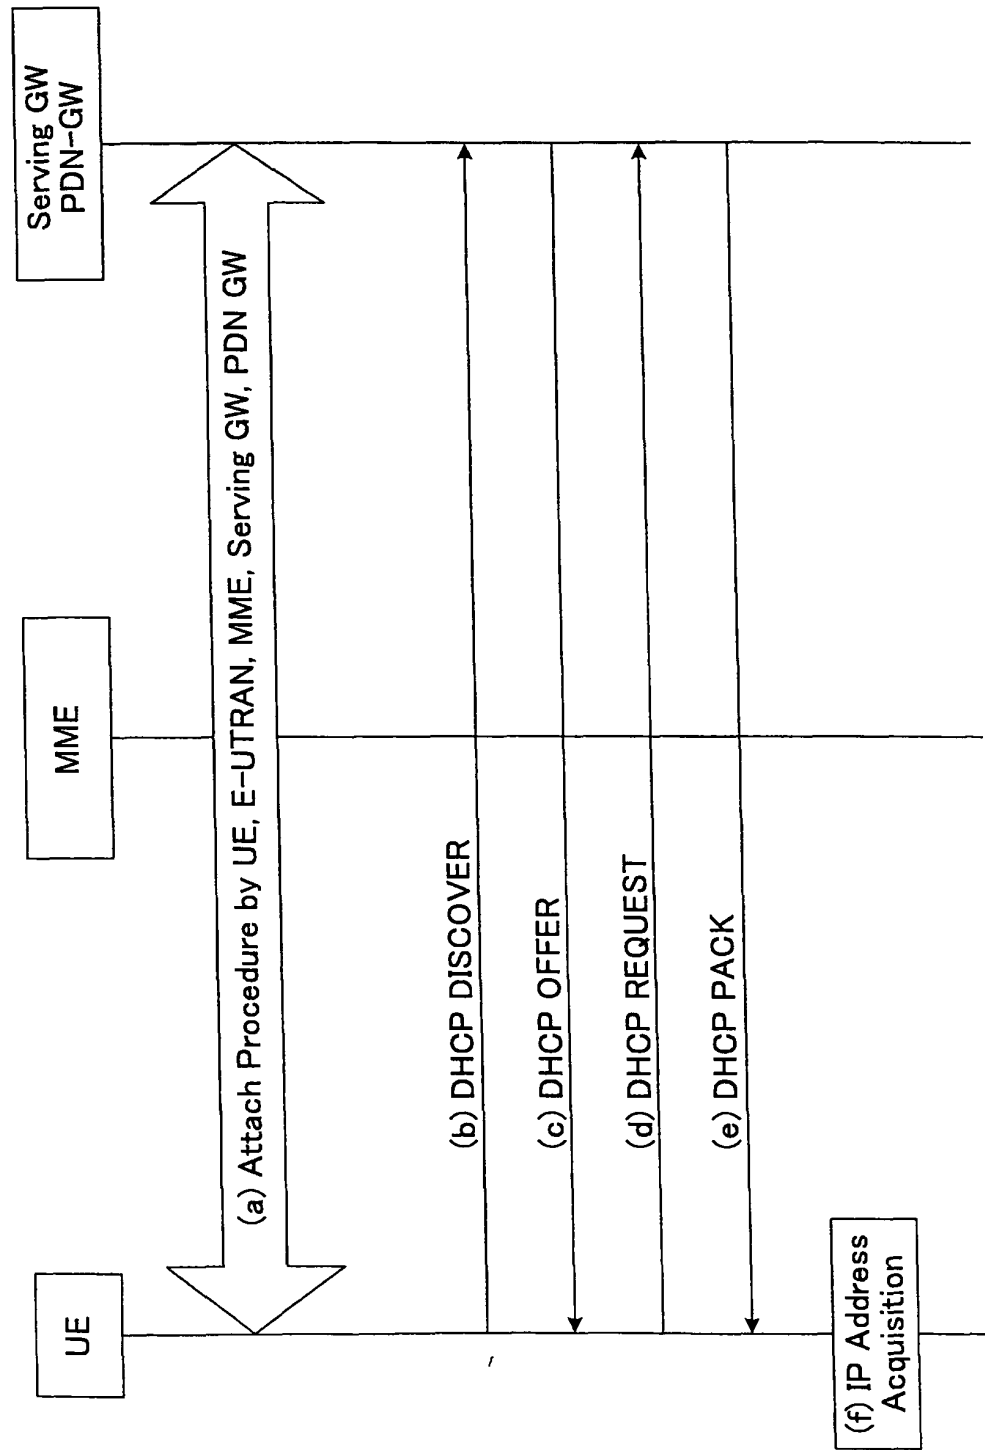 UE
MME
Serving GW
PDN-GW
(a) Attach Procedure by UE, E-UTRAN, MME, Serving GW, PDN GW
(b) DHCP DISCOVER
(c) DHCP OFFER
(d) DHCP REQUEST
(e) DHCP PACK
(f) IP Address
Acquisition